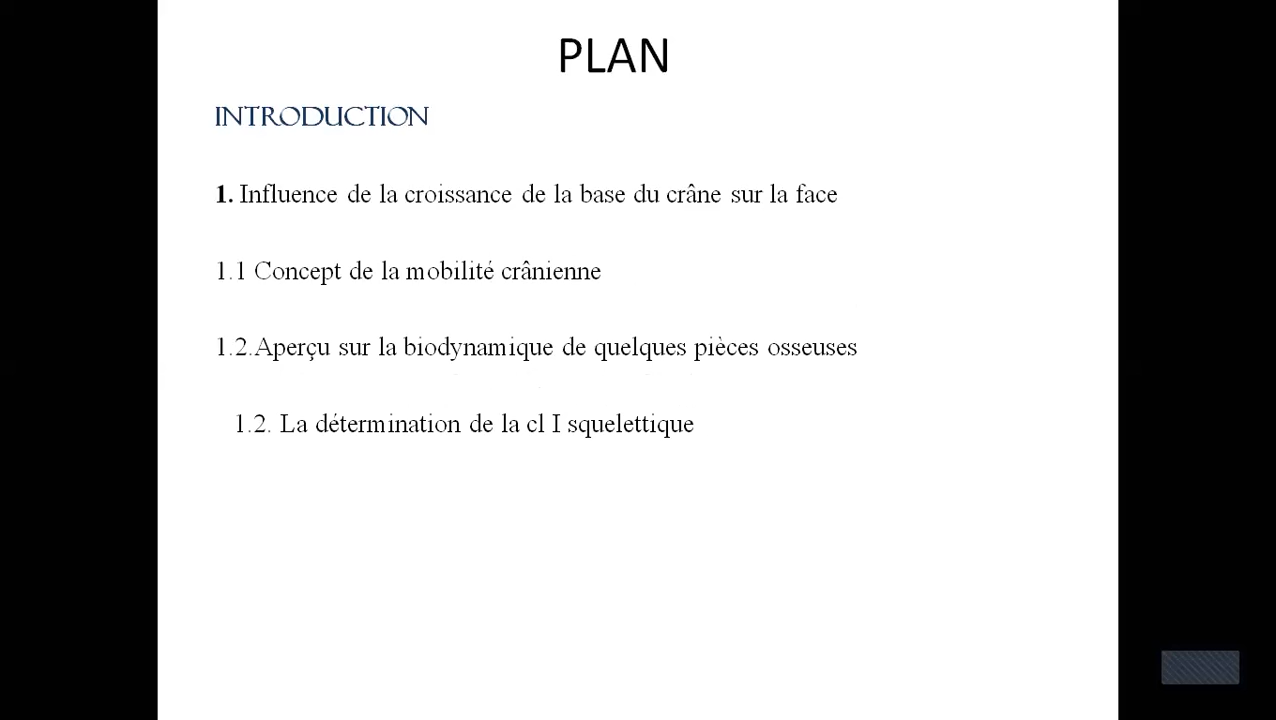 PLAN
INTRODUCTION
1. Influence de la croissance de la base du crâne sur la face
1.1 Concept de la mobilité crânienne
1.2.Aperçu sur la biodynamique de quelques pièces osseuses
1.2. La détermination de la cl I squelettique